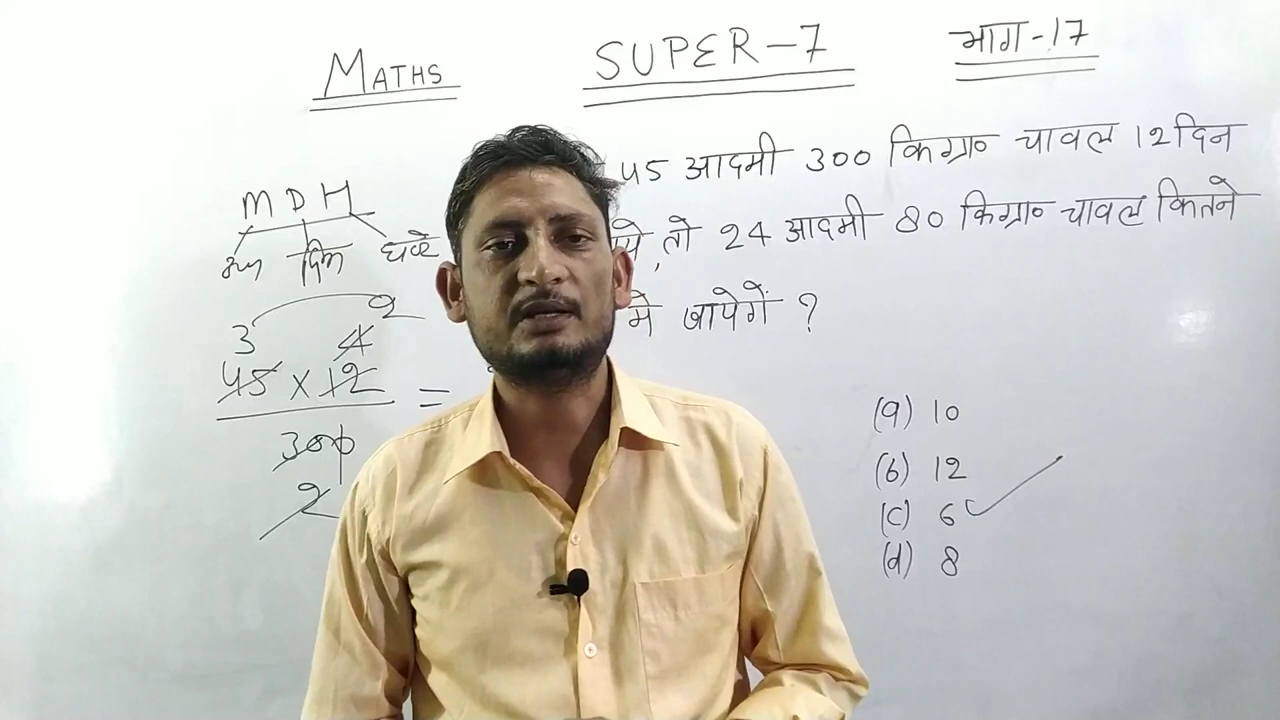 MATHS
SUPER-7
भाग-17
45 आदमी 300 किग्रा० चावल 12 दिन
तो 24 आदमी 80 किग्रा० चावल कितने
मे खायेगें ?
M D H
दिन घण्टे
3 2
4
45 x 12 =
300
2
(a) 10
(b) 12
(c) 6
(d) 8